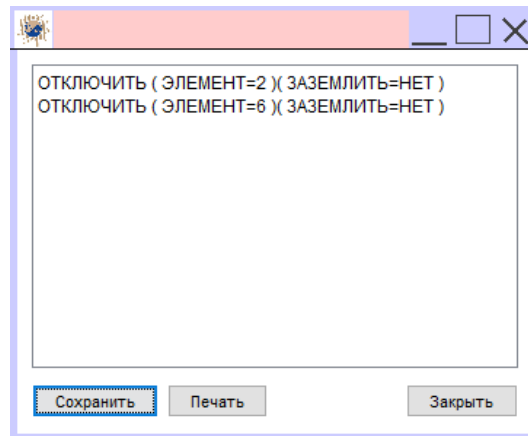 ОТКЛЮЧИТЬ ( ЭЛЕМЕНТ=2 )( ЗАЗЕМЛИТЬ=НЕТ )
ОТКЛЮЧИТЬ ( ЭЛЕМЕНТ=6 )( ЗАЗЕМЛИТЬ=НЕТ )
Сохранить Печать Закрыть